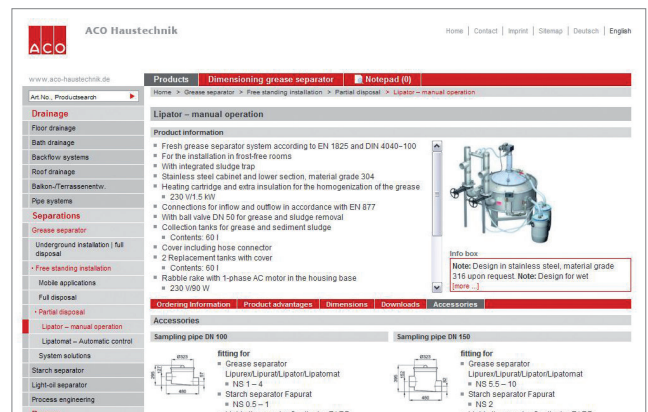 ACO Haustechnik
Home | Contact | Imprint | Sitemap | Deutsch | English
ACO
www.aco-haustechnik.de
Products
Dimensioning grease separator
Notepad (0)
Art.No., Productsearch
Home > Grease separator > Free standing installation > Partial disposal > Lipator – manual operation
Drainage
Floor drainage
Bath drainage
Backflow systems
Roof drainage
Balkon-/Terrassenentw.
Pipe systems
Separations
Grease separator
Underground installation | full
disposal
Free standing installation
Mobile applications
Full disposal
Partial disposal
Lipator – manual operation
Lipatomat – Automatic control
System solutions
Starch separator
Light-oil separator
Process engineering
Lipator – manual operation
Product information
Fresh grease separator system according to EN 1825 and DIN 4040-100
For the installation in frost-free rooms
With integrated sludge trap
Stainless steel cabinet and lower section, material grade 304
Heating cartridge and extra insulation for the homogenization of the grease
230 V/1.5 kW
Connections for inflow and outflow in accordance with EN 877
With ball valve DN 50 for grease and sludge removal
Collection tanks for grease and sediment sludge
Contents: 60 l
Cover including hose connector
2 Replacement tanks with cover
Contents: 60 l
Rabble rake with 1-phase AC motor in the housing base
230 V/90 W
Info box
Note: Design in stainless steel, material grade
316 upon request. Note: Design for wet
[more ...]
Ordering Information | Product advantages | Dimensions | Downloads | Accessories
Accessories
Sampling pipe DN 100
fitting for
Grease separator
Lipurex/Lipurat/Lipator/Lipatomat
NS 1 – 4
Starch separator Fapurat
NS 0.5 – 1
Sampling pipe DN 150
fitting for
Grease separator
Lipurex/Lipurat/Lipator/Lipatomat
NS 5.5 – 10
Starch separator Fapurat
NS 2